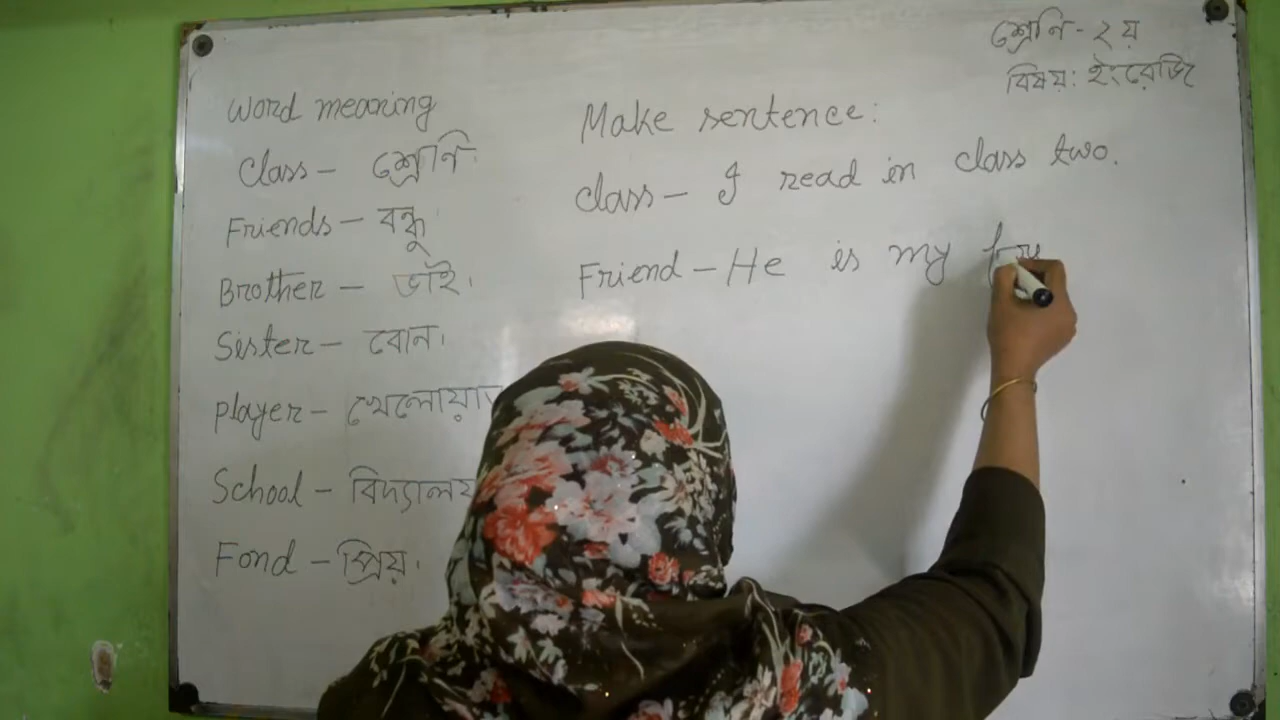 শ্রেণি - ২য়
বিষয়: ইংরেজি
Word meaning
Class – শ্রেণি।
Friends – বন্ধু।
Brother – ভাই।
Sister – বোন।
Player –
School – বিদ্যালয়
Fond – প্রিয়।
Make sentence:
Class – I read in class two.
Friend – He is my